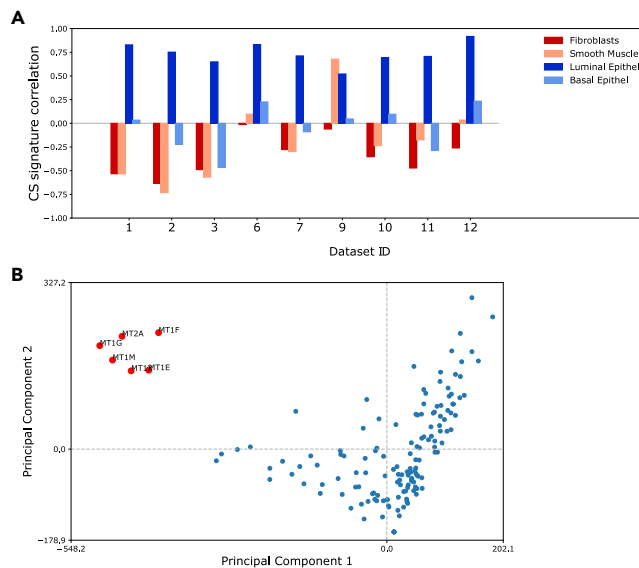 A
Fibroblasts
Smooth Muscle
Luminal Epithel
Basal Epithel
CS signature correlation
1.00
0.75
0.50
0.25
0.00
−0.25
−0.50
−0.75
−1.00
1 2 3 6 7 9 10 11 12
Dataset ID
B
Principal Component 2
327,2
0,0
-178,9
MT2A
MT1F
MT1G
MT1M
MT1E
-548.2 0.0 202.1
Principal Component 1